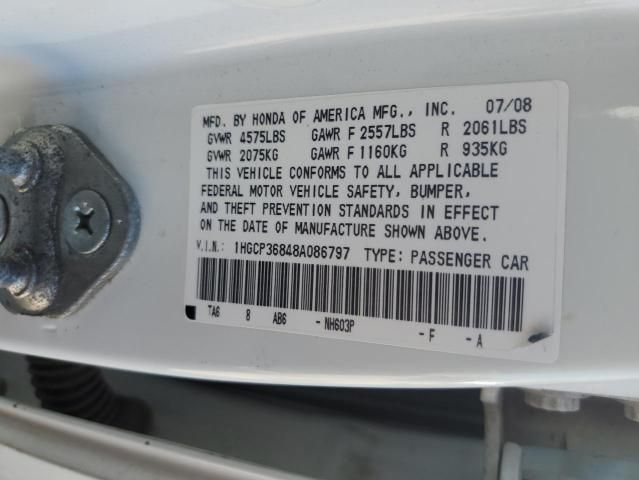 MFD. BY HONDA OF AMERICA MFG., INC. 07/08
GVWR 4575LBS GAWR F 2557LBS R 2061LBS
GVWR 2075KG GAWR F 1160KG R 935KG
THIS VEHICLE CONFORMS TO ALL APPLICABLE
FEDERAL MOTOR VEHICLE SAFETY, BUMPER,
AND THEFT PREVENTION STANDARDS IN EFFECT
ON THE DATE OF MANUFACTURE SHOWN ABOVE.
V.I.N.: 1HGCP36848A086797 TYPE: PASSENGER CAR
TA6 8 AB6 -NH603P -F -A